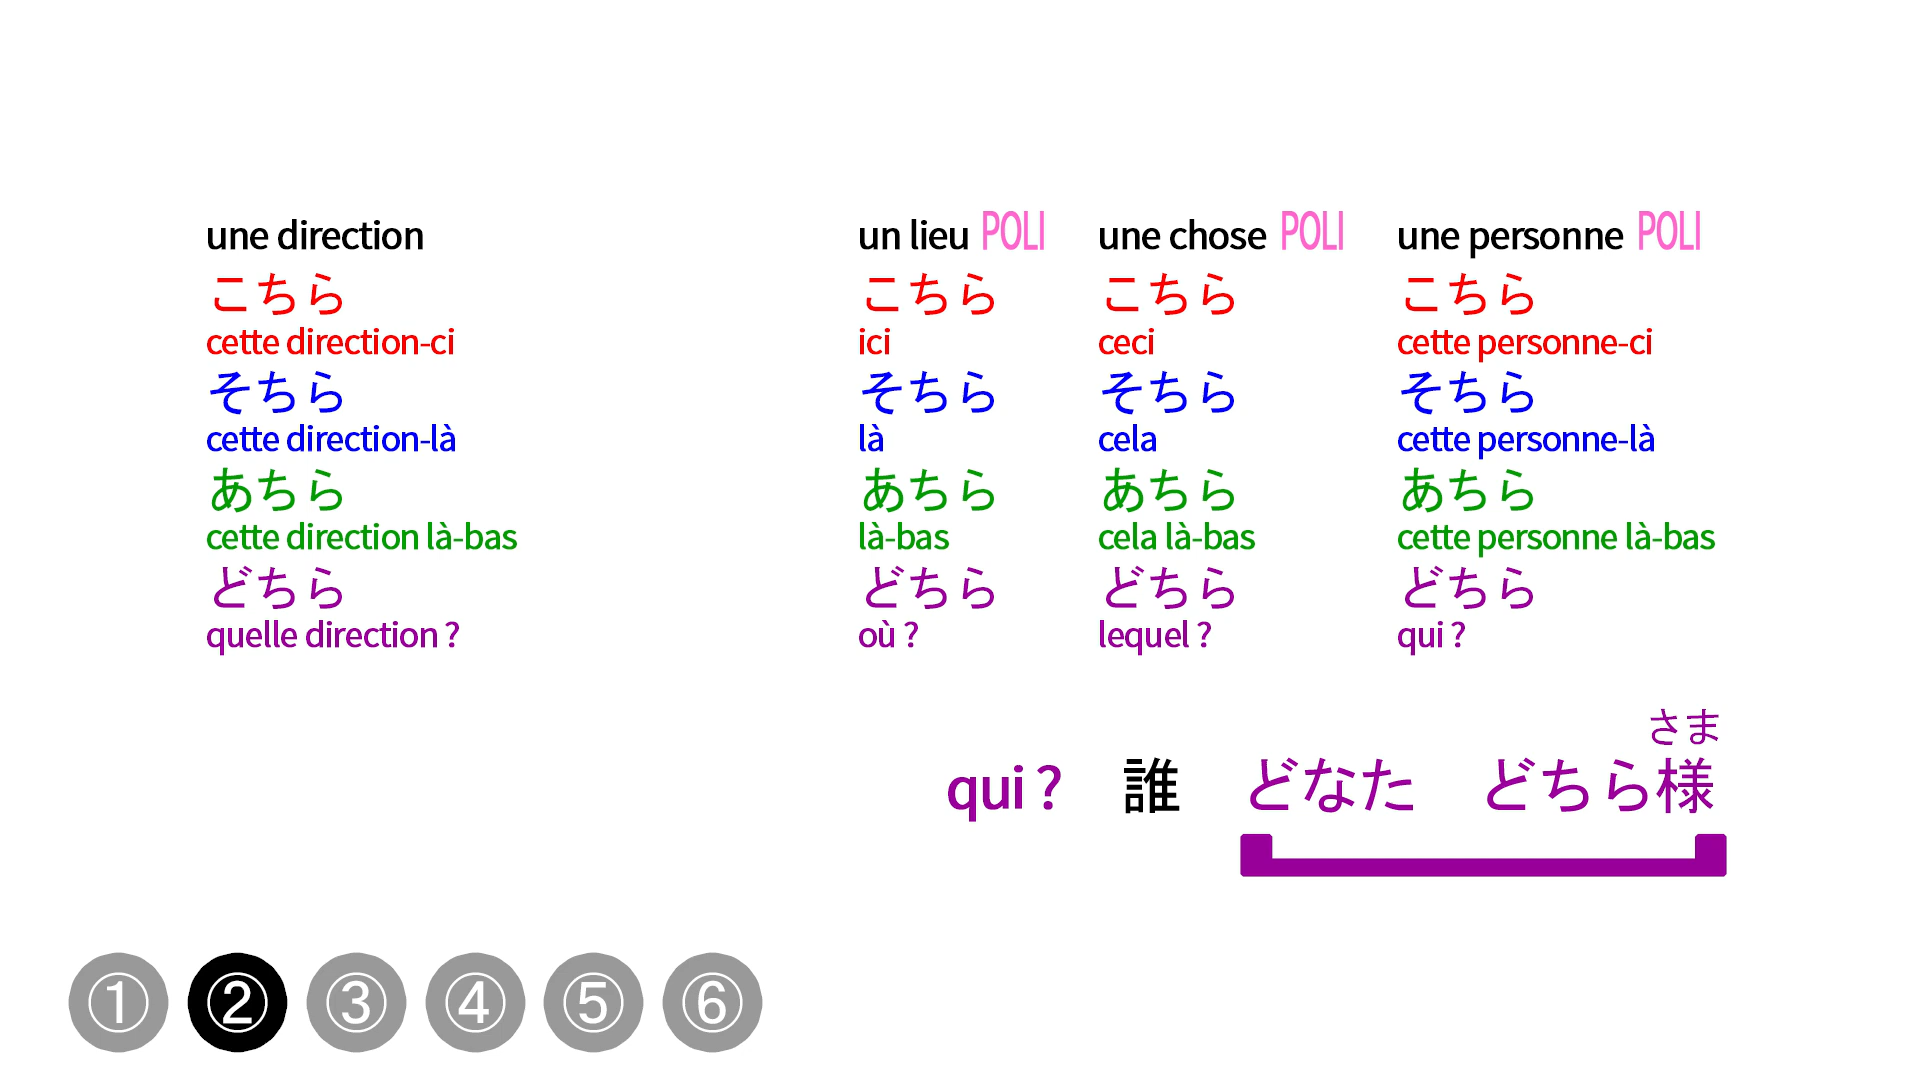 une direction
こちら
cette direction-ci
そちら
cette direction-là
あちら
cette direction là-bas
どちら
quelle direction ?
un lieu POLI
こちら
ici
そちら
là
あちら
là-bas
どちら
où ?
une chose POLI
こちら
ceci
そちら
cela
あちら
cela là-bas
どちら
lequel ?
une personne POLI
こちら
cette personne-ci
そちら
cette personne-là
あちら
cette personne là-bas
どちら
qui ?
さま
qui ? 誰 どなた どちら様
① ② ③ ④ ⑤ ⑥